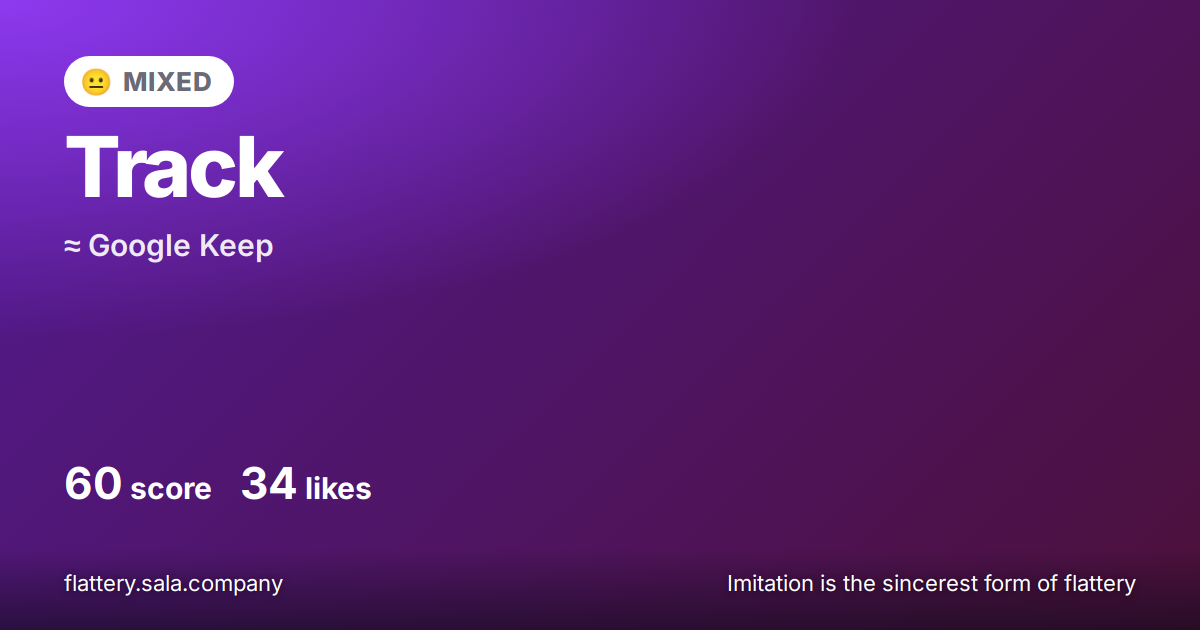 😐 MIXED
Track
≈ Google Keep
60 score 34 likes
flattery.sala.company
Imitation is the sincerest form of flattery